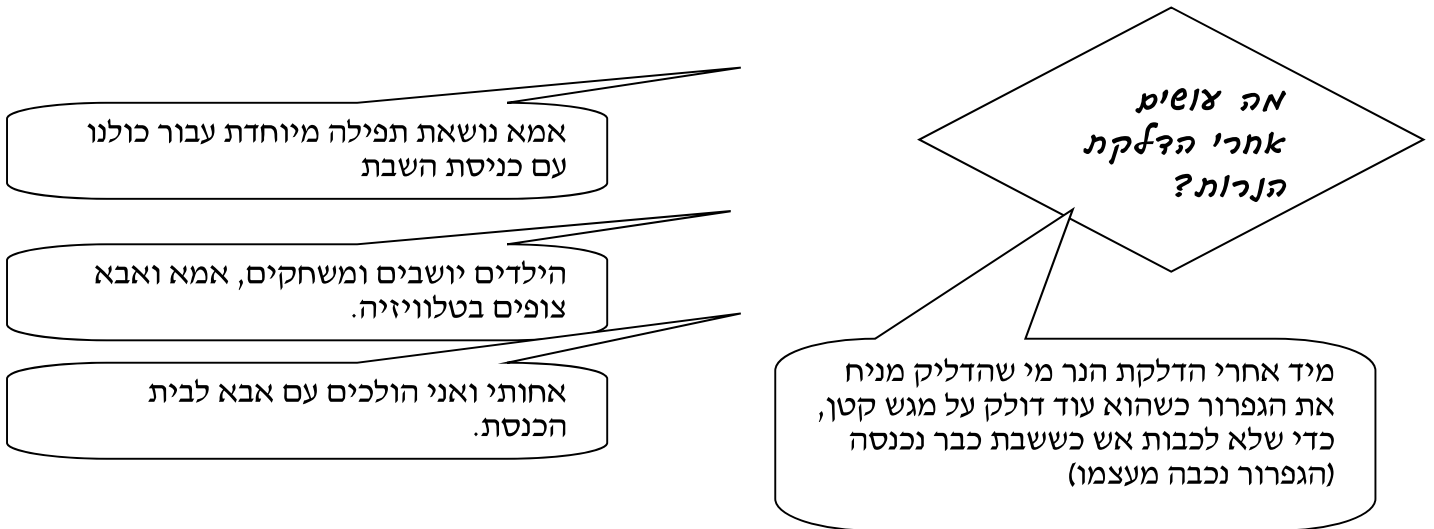 מה עושים
אחרי הדלקת
הנרות?
מיד אחרי הדלקת הנר מי שהדליק מניח
את הגפרור כשהוא עוד דולק על מגש קטן,
כדי שלא לכבות אש כששבת כבר נכנסה
(הגפרור נכבה מעצמו)
אמא נושאת תפילה מיוחדת עבור כולנו
עם כניסת השבת
הילדים יושבים ומשחקים, אמא ואבא
צופים בטלוויזיה.
אחותי ואני הולכים עם אבא לבית
הכנסת.